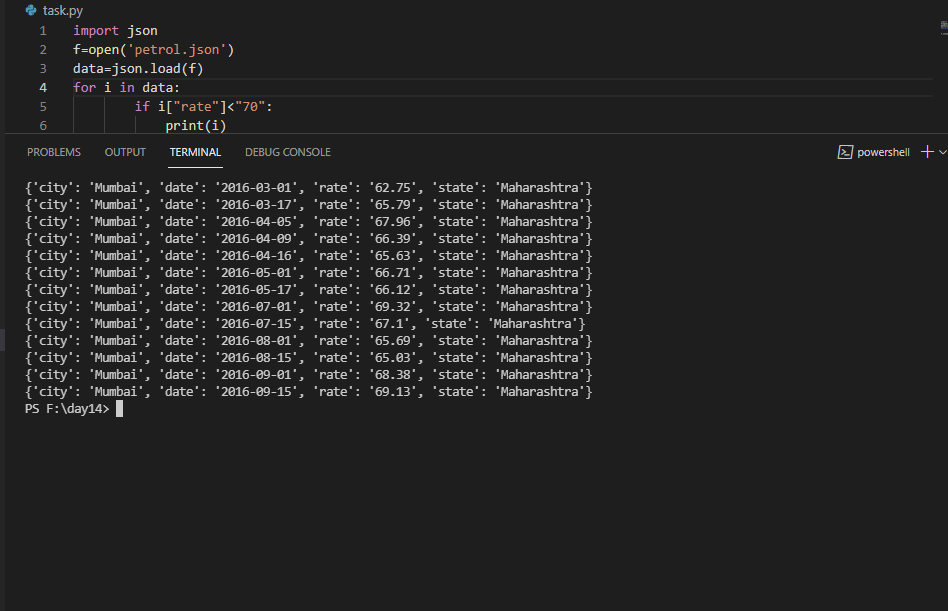 task.py
1 import json
2 f=open('petrol.json')
3 data=json.load(f)
4 for i in data:
5 if i["rate"]<"70":
6 print(i)
PROBLEMS OUTPUT TERMINAL DEBUG CONSOLE powershell
{'city': 'Mumbai', 'date': '2016-03-01', 'rate': '62.75', 'state': 'Maharashtra'}
{'city': 'Mumbai', 'date': '2016-03-17', 'rate': '65.79', 'state': 'Maharashtra'}
{'city': 'Mumbai', 'date': '2016-04-05', 'rate': '67.96', 'state': 'Maharashtra'}
{'city': 'Mumbai', 'date': '2016-04-09', 'rate': '66.39', 'state': 'Maharashtra'}
{'city': 'Mumbai', 'date': '2016-04-16', 'rate': '65.63', 'state': 'Maharashtra'}
{'city': 'Mumbai', 'date': '2016-05-01', 'rate': '66.71', 'state': 'Maharashtra'}
{'city': 'Mumbai', 'date': '2016-05-17', 'rate': '66.12', 'state': 'Maharashtra'}
{'city': 'Mumbai', 'date': '2016-07-01', 'rate': '69.32', 'state': 'Maharashtra'}
{'city': 'Mumbai', 'date': '2016-07-15', 'rate': '67.1', 'state': 'Maharashtra'}
{'city': 'Mumbai', 'date': '2016-08-01', 'rate': '65.69', 'state': 'Maharashtra'}
{'city': 'Mumbai', 'date': '2016-08-15', 'rate': '65.03', 'state': 'Maharashtra'}
{'city': 'Mumbai', 'date': '2016-09-01', 'rate': '68.38', 'state': 'Maharashtra'}
{'city': 'Mumbai', 'date': '2016-09-15', 'rate': '69.13', 'state': 'Maharashtra'}
PS F:\day14>